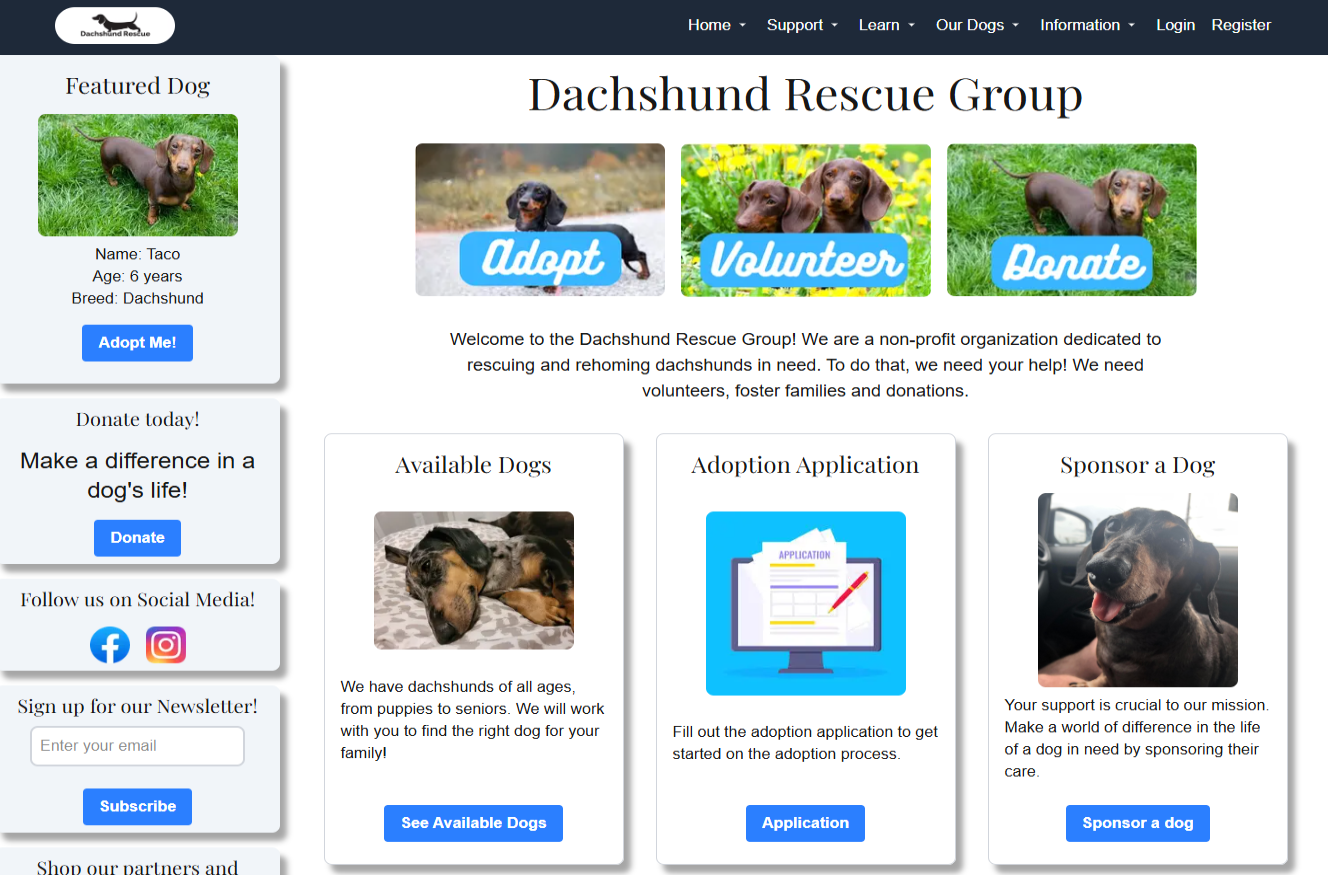 Dachshund Rescue
Home
Support
Learn
Our Dogs
Information
Login
Register
Featured Dog
Name: Taco
Age: 6 years
Breed: Dachshund
Adopt Me!
Donate today!
Make a difference in a
dog's life!
Donate
Follow us on Social Media!
Sign up for our Newsletter!
Enter your email
Subscribe
Shop our partners and
Dachshund Rescue Group
Adopt
Volunteer
Donate
Welcome to the Dachshund Rescue Group! We are a non-profit organization dedicated to
rescuing and rehoming dachshunds in need. To do that, we need your help! We need
volunteers, foster families and donations.
Available Dogs
We have dachshunds of all ages,
from puppies to seniors. We will work
with you to find the right dog for your
family!
See Available Dogs
Adoption Application
APPLICATION
Fill out the adoption application to get
started on the adoption process.
Application
Sponsor a Dog
Your support is crucial to our mission.
Make a world of difference in the life
of a dog in need by sponsoring their
care.
Sponsor a dog